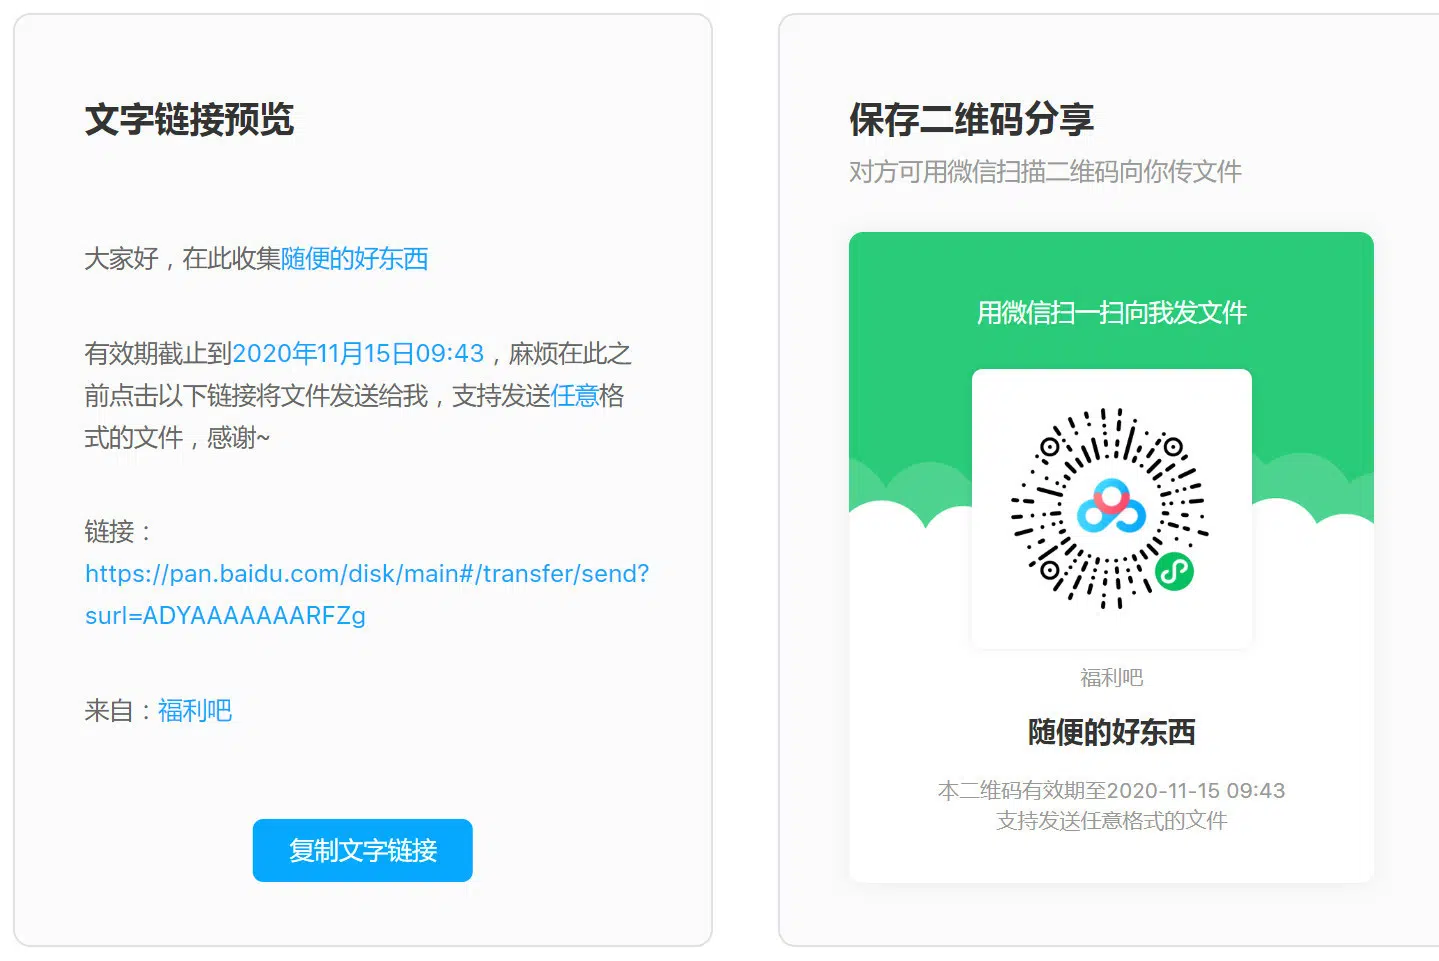 文字链接预览
大家好，在此收集随便的好东西
有效期截止到2020年11月15日09:43，麻烦在此之
前点击以下链接将文件发送给我，支持发送任意格
式的文件，感谢~
链接：
https://pan.baidu.com/disk/main#/transfer/send?
surl=ADYAAAAAAARFZg
来自：福利吧
复制文字链接
保存二维码分享
对方可用微信扫描二维码向你传文件
用微信扫一扫向我发文件
福利吧
随便的好东西
本二维码有效期至2020-11-15 09:43
支持发送任意格式的文件